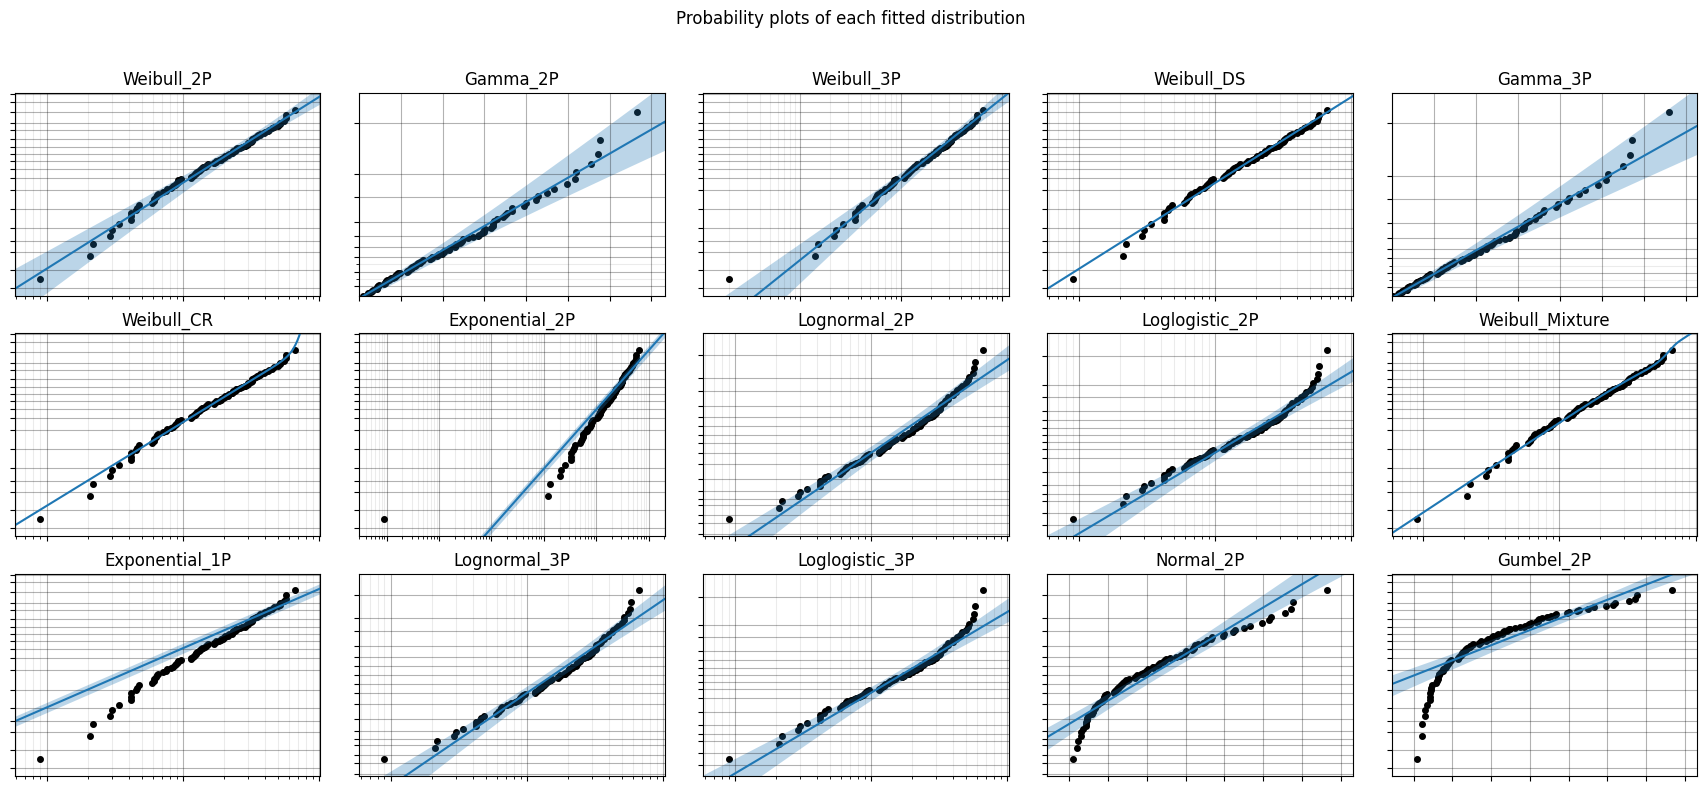 Probability plots of each fitted distribution
Weibull_2P
Gamma_2P
Weibull_3P
Weibull_DS
Gamma_3P
Weibull_CR
Exponential_2P
Lognormal_2P
Loglogistic_2P
Weibull_Mixture
Exponential_1P
Lognormal_3P
Loglogistic_3P
Normal_2P
Gumbel_2P